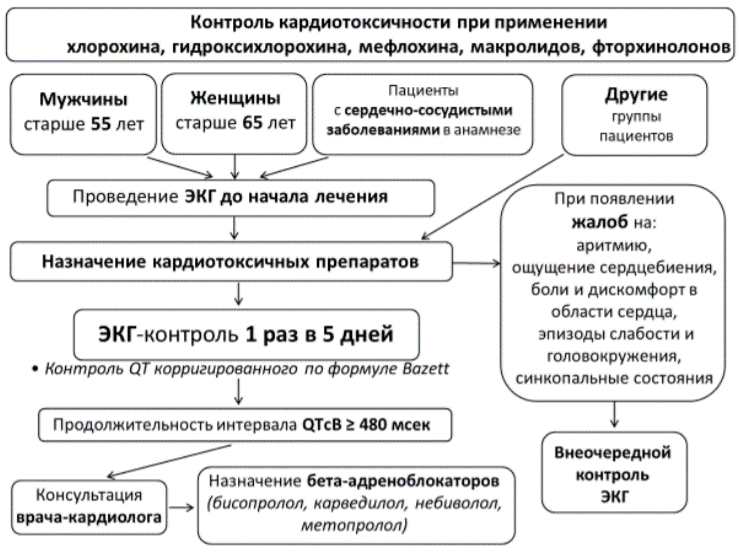 Контроль кардиотоксичности при применении
хлорохина, гидроксихлорохина, мефлохина, макролидов, фторхинолонов
Мужчины
старше 55 лет
Женщины
старше 65 лет
Пациенты
с сердечно-сосудистыми
заболеваниями в анамнезе
Другие
группы
пациентов
Проведение ЭКГ до начала лечения
Назначение кардиотоксичных препаратов
При появлении
жалоб на:
аритмию,
ощущение сердцебиения,
боли и дискомфорт в
области сердца,
эпизоды слабости и
головокружения,
синкопальные состояния
ЭКГ-контроль 1 раз в 5 дней
• Контроль QT корригированного по формуле Bazett
Продолжительность интервала QTcB ≥ 480 мсек
Внеочередной
контроль
ЭКГ
Консультация
врача-кардиолога
Назначение бета-адреноблокаторов
(бисопролол, карведилол, небиволол,
метопролол)